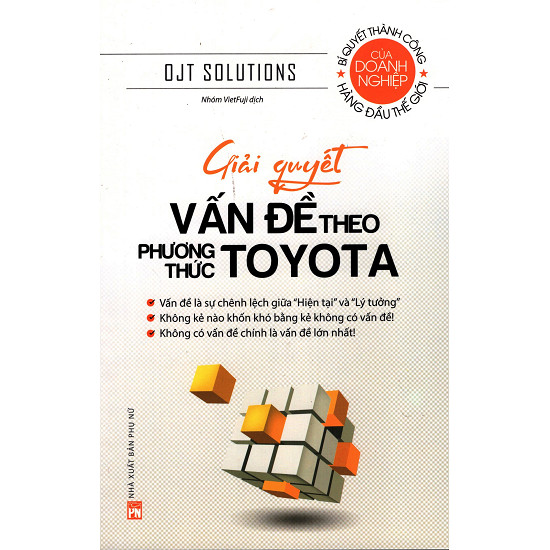 OJT SOLUTIONS
Nhóm VietFuji dịch
BÍ QUYẾT THÀNH CÔNG
CỦA
DOANH
NGHIỆP
HÀNG ĐẦU THẾ GIỚI
Giải quyết
VẤN ĐỀ THEO
PHƯƠNG THỨC TOYOTA
Vấn đề là sự chênh lệch giữa "Hiện tại" và "Lý tưởng"
Không kẻ nào khốn khó bằng kẻ không có vấn đề!
Không có vấn đề chính là vấn đề lớn nhất!
NHÀ XUẤT BẢN PHỤ NỮ
PN